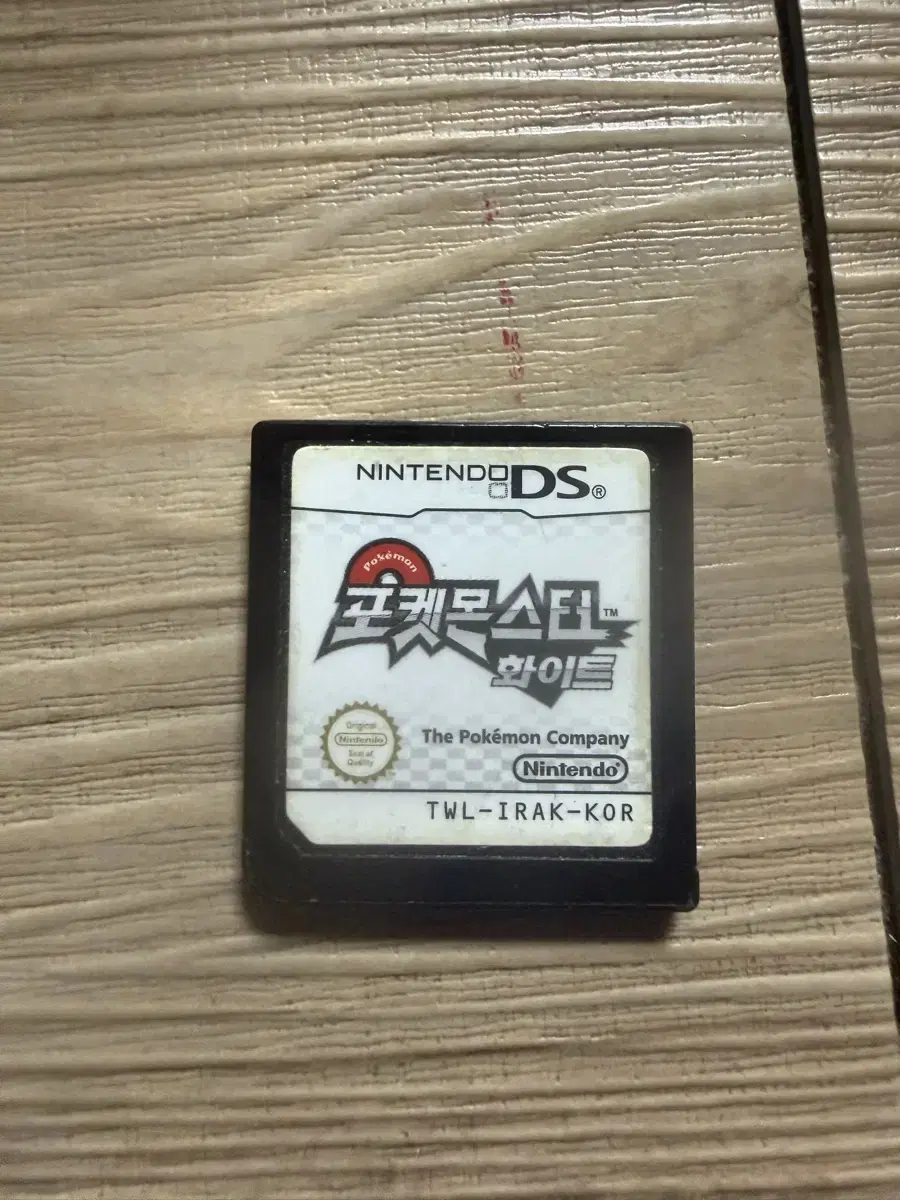 NINTENDO DS®
Pokémon
포켓몬스터™
화이트
Original
Nintendo
Seal of
Quality
The Pokémon Company
Nintendo®
TWL-IRAK-KOR